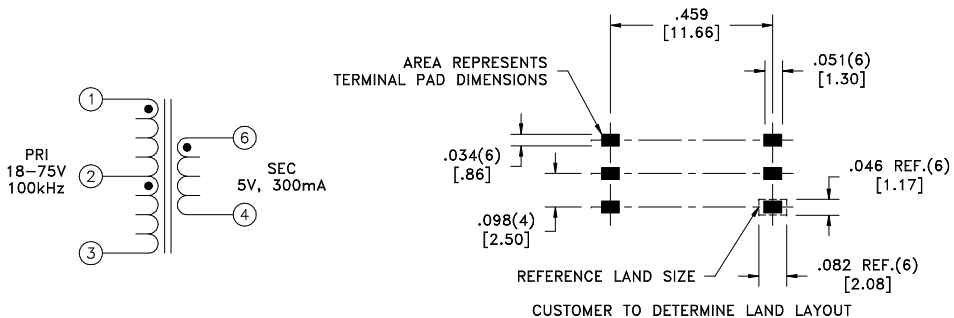 1
PRI
18-75V
100kHz
2
3
6
SEC
5V, 300mA
4
.459
[11.66]
AREA REPRESENTS
TERMINAL PAD DIMENSIONS
.051(6)
[1.30]
.034(6)
[.86]
.046 REF.(6)
[1.17]
.098(4)
[2.50]
REFERENCE LAND SIZE
.082 REF.(6)
[2.08]
CUSTOMER TO DETERMINE LAND LAYOUT